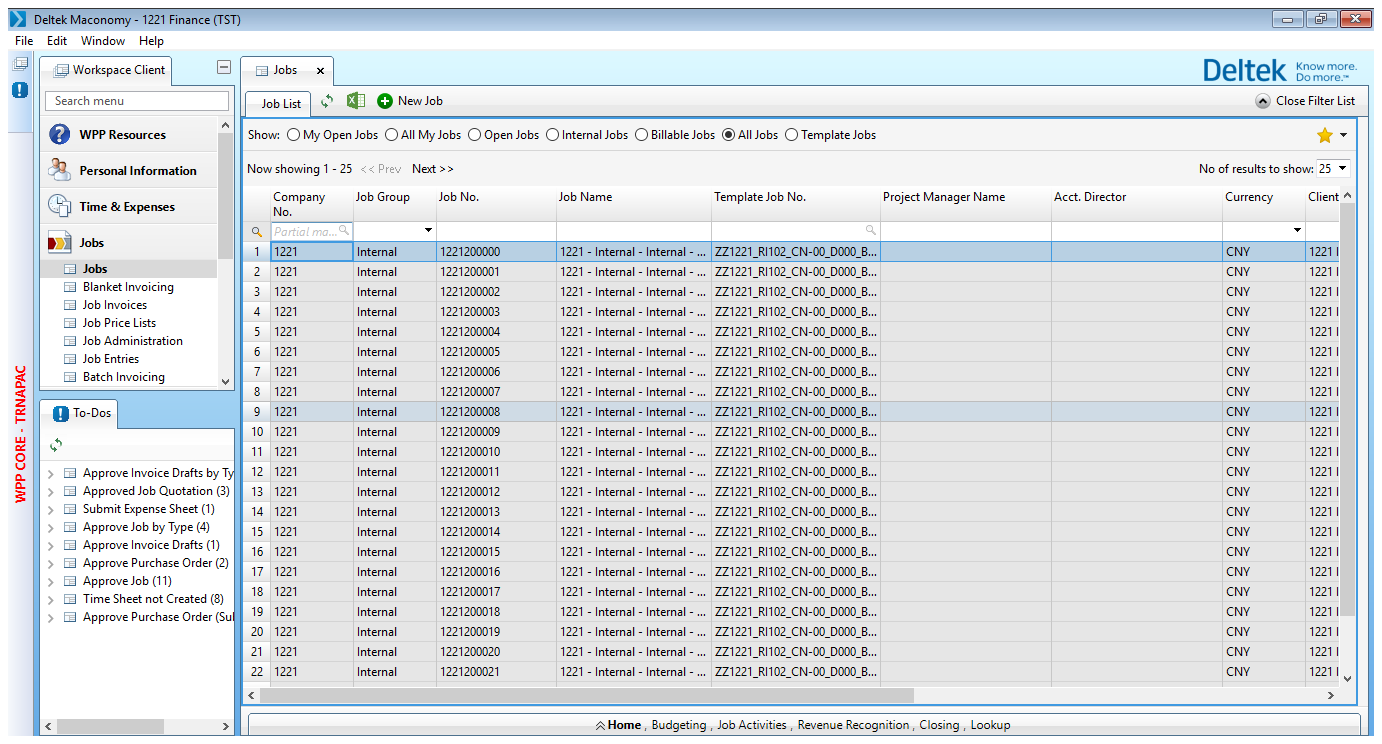 Deltek Maconomy - 1221 Finance (TST)
File Edit Window Help
Workspace Client
Jobs
Deltek Know more. Do more.™
Search menu
Job List
New Job
Close Filter List
WPP Resources
Personal Information
Time & Expenses
Jobs
Jobs
Blanket Invoicing
Job Invoices
Job Price Lists
Job Administration
Job Entries
Batch Invoicing
WPP CORE - TRNAPAC
To-Dos
Approve Invoice Drafts by Ty
Approved Job Quotation (3)
Submit Expense Sheet (1)
Approve Job by Type (4)
Approve Invoice Drafts (1)
Approve Purchase Order (2)
Approve Job (11)
Time Sheet not Created (8)
Approve Purchase Order (Sul
Show: My Open Jobs All My Jobs Open Jobs Internal Jobs Billable Jobs All Jobs Template Jobs
Now showing 1 - 25 << Prev Next >> No of results to show: 25
Company No. Job Group Job No. Job Name Template Job No. Project Manager Name Acct. Director Currency Client
Partial ma...
1 1221 Internal 1221200000 1221 - Internal - Internal - ... ZZ1221_RI102_CN-00_D000_B... CNY 1221 I
2 1221 Internal 1221200001 1221 - Internal - Internal - ... ZZ1221_RI102_CN-00_D000_B... CNY 1221 I
3 1221 Internal 1221200002 1221 - Internal - Internal - ... ZZ1221_RI102_CN-00_D000_B... CNY 1221 I
4 1221 Internal 1221200003 1221 - Internal - Internal - ... ZZ1221_RI102_CN-00_D000_B... CNY 1221 I
5 1221 Internal 1221200004 1221 - Internal - Internal - ... ZZ1221_RI102_CN-00_D000_B... CNY 1221 I
6 1221 Internal 1221200005 1221 - Internal - Internal - ... ZZ1221_RI102_CN-00_D000_B... CNY 1221 I
7 1221 Internal 1221200006 1221 - Internal - Internal - ... ZZ1221_RI102_CN-00_D000_B... CNY 1221 I
8 1221 Internal 1221200007 1221 - Internal - Internal - ... ZZ1221_RI102_CN-00_D000_B... CNY 1221 I
9 1221 Internal 1221200008 1221 - Internal - Internal - ... ZZ1221_RI102_CN-00_D000_B... CNY 1221 I
10 1221 Internal 1221200009 1221 - Internal - Internal - ... ZZ1221_RI102_CN-00_D000_B... CNY 1221 I
11 1221 Internal 1221200010 1221 - Internal - Internal - ... ZZ1221_RI102_CN-00_D000_B... CNY 1221 I
12 1221 Internal 1221200011 1221 - Internal - Internal - ... ZZ1221_RI102_CN-00_D000_B... CNY 1221 I
13 1221 Internal 1221200012 1221 - Internal - Internal - ... ZZ1221_RI102_CN-00_D000_B... CNY 1221 I
14 1221 Internal 1221200013 1221 - Internal - Internal - ... ZZ1221_RI102_CN-00_D000_B... CNY 1221 I
15 1221 Internal 1221200014 1221 - Internal - Internal - ... ZZ1221_RI102_CN-00_D000_B... CNY 1221 I
16 1221 Internal 1221200015 1221 - Internal - Internal - ... ZZ1221_RI102_CN-00_D000_B... CNY 1221 I
17 1221 Internal 1221200016 1221 - Internal - Internal - ... ZZ1221_RI102_CN-00_D000_B... CNY 1221 I
18 1221 Internal 1221200017 1221 - Internal - Internal - ... ZZ1221_RI102_CN-00_D000_B... CNY 1221 I
19 1221 Internal 1221200018 1221 - Internal - Internal - ... ZZ1221_RI102_CN-00_D000_B... CNY 1221 I
20 1221 Internal 1221200019 1221 - Internal - Internal - ... ZZ1221_RI102_CN-00_D000_B... CNY 1221 I
21 1221 Internal 1221200020 1221 - Internal - Internal - ... ZZ1221_RI102_CN-00_D000_B... CNY 1221 I
22 1221 Internal 1221200021 1221 - Internal - Internal - ... ZZ1221_RI102_CN-00_D000_B... CNY 1221 I
Home , Budgeting , Job Activities , Revenue Recognition , Closing , Lookup